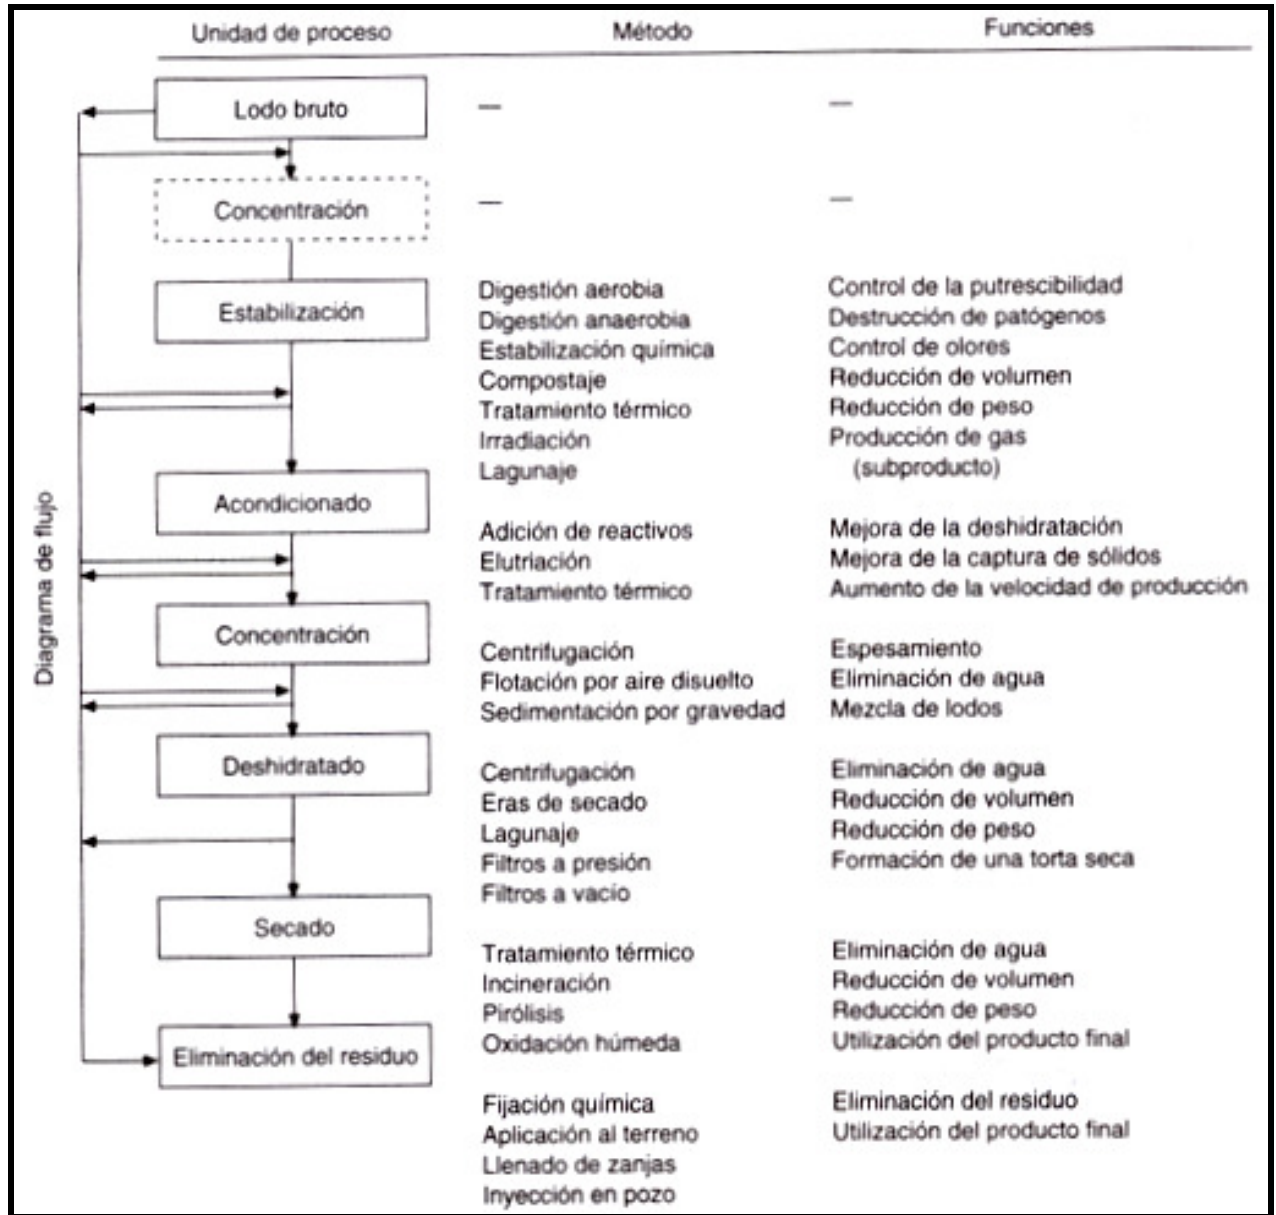 Unidad de proceso Método Funciones
Lodo bruto — —
Concentración — —
Estabilización
Digestión aerobia Control de la putrescibilidad
Digestión anaerobia Destrucción de patógenos
Estabilización química Control de olores
Compostaje Reducción de volumen
Tratamiento térmico Reducción de peso
Irradiación Producción de gas
Lagunaje (subproducto)
Acondicionado
Adición de reactivos Mejora de la deshidratación
Elutriación Mejora de la captura de sólidos
Tratamiento térmico Aumento de la velocidad de producción
Concentración
Centrifugación Espesamiento
Flotación por aire disuelto Eliminación de agua
Sedimentación por gravedad Mezcla de lodos
Deshidratado
Centrifugación Eliminación de agua
Eras de secado Reducción de volumen
Lagunaje Reducción de peso
Filtros a presión Formación de una torta seca
Filtros a vacío
Secado
Tratamiento térmico Eliminación de agua
Incineración Reducción de volumen
Pirólisis Reducción de peso
Oxidación húmeda Utilización del producto final
Eliminación del residuo
Fijación química Eliminación del residuo
Aplicación al terreno Utilización del producto final
Llenado de zanjas
Inyección en pozo
Diagrama de flujo